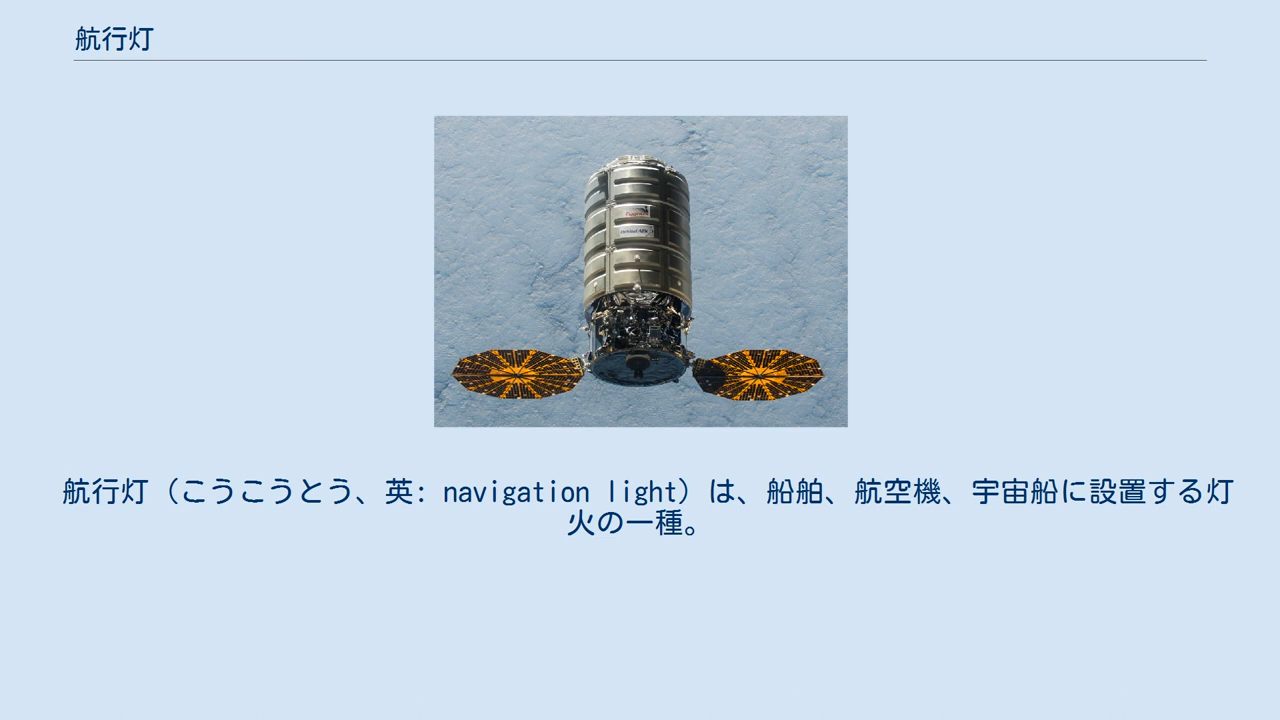 航行灯
航行灯（こうこうとう、英: navigation light）は、船舶、航空機、宇宙船に設置する灯
火の一種。